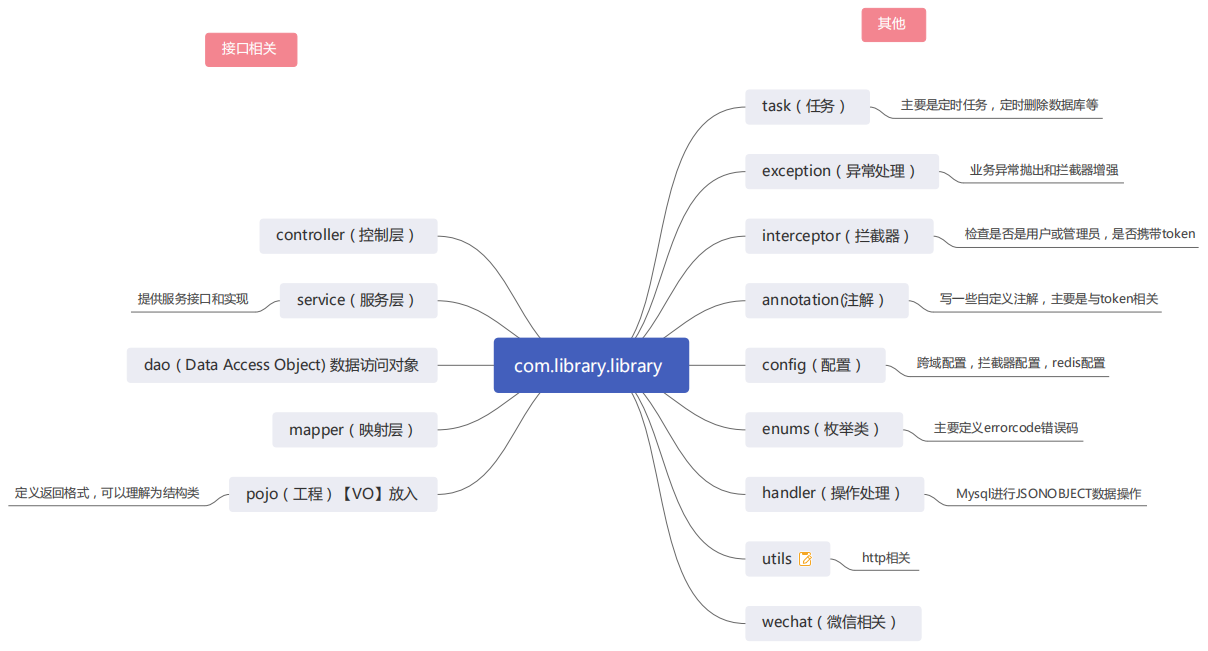 接口相关
controller（控制层）
service（服务层）
提供服务接口和实现
dao（Data Access Object) 数据访问对象
mapper（映射层）
pojo（工程）【VO】放入
定义返回格式，可以理解为结构类
com.library.library
其他
task（任务）
主要是定时任务，定时删除数据库等
exception（异常处理）
业务异常抛出和拦截器增强
interceptor（拦截器）
检查是否是用户或管理员，是否携带token
annotation(注解）
写一些自定义注解，主要是与token相关
config（配置）
跨域配置，拦截器配置，redis配置
enums（枚举类）
主要定义errorcode错误码
handler（操作处理）
Mysql进行JSONOBJECT数据操作
utils
http相关
wechat（微信相关）